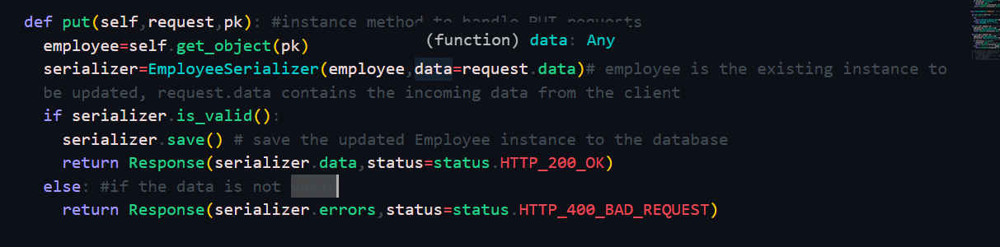 def put(self,request,pk): #instance method to handle PUT requests
(function) data: Any
employee=self.get_object(pk)
serializer=EmployeeSerializer(employee,data=request.data)# employee is the existing instance to
be updated, request.data contains the incoming data from the client
if serializer.is_valid():
serializer.save() # save the updated Employee instance to the database
return Response(serializer.data,status=status.HTTP_200_OK)
else: #if the data is not valid
return Response(serializer.errors,status=status.HTTP_400_BAD_REQUEST)